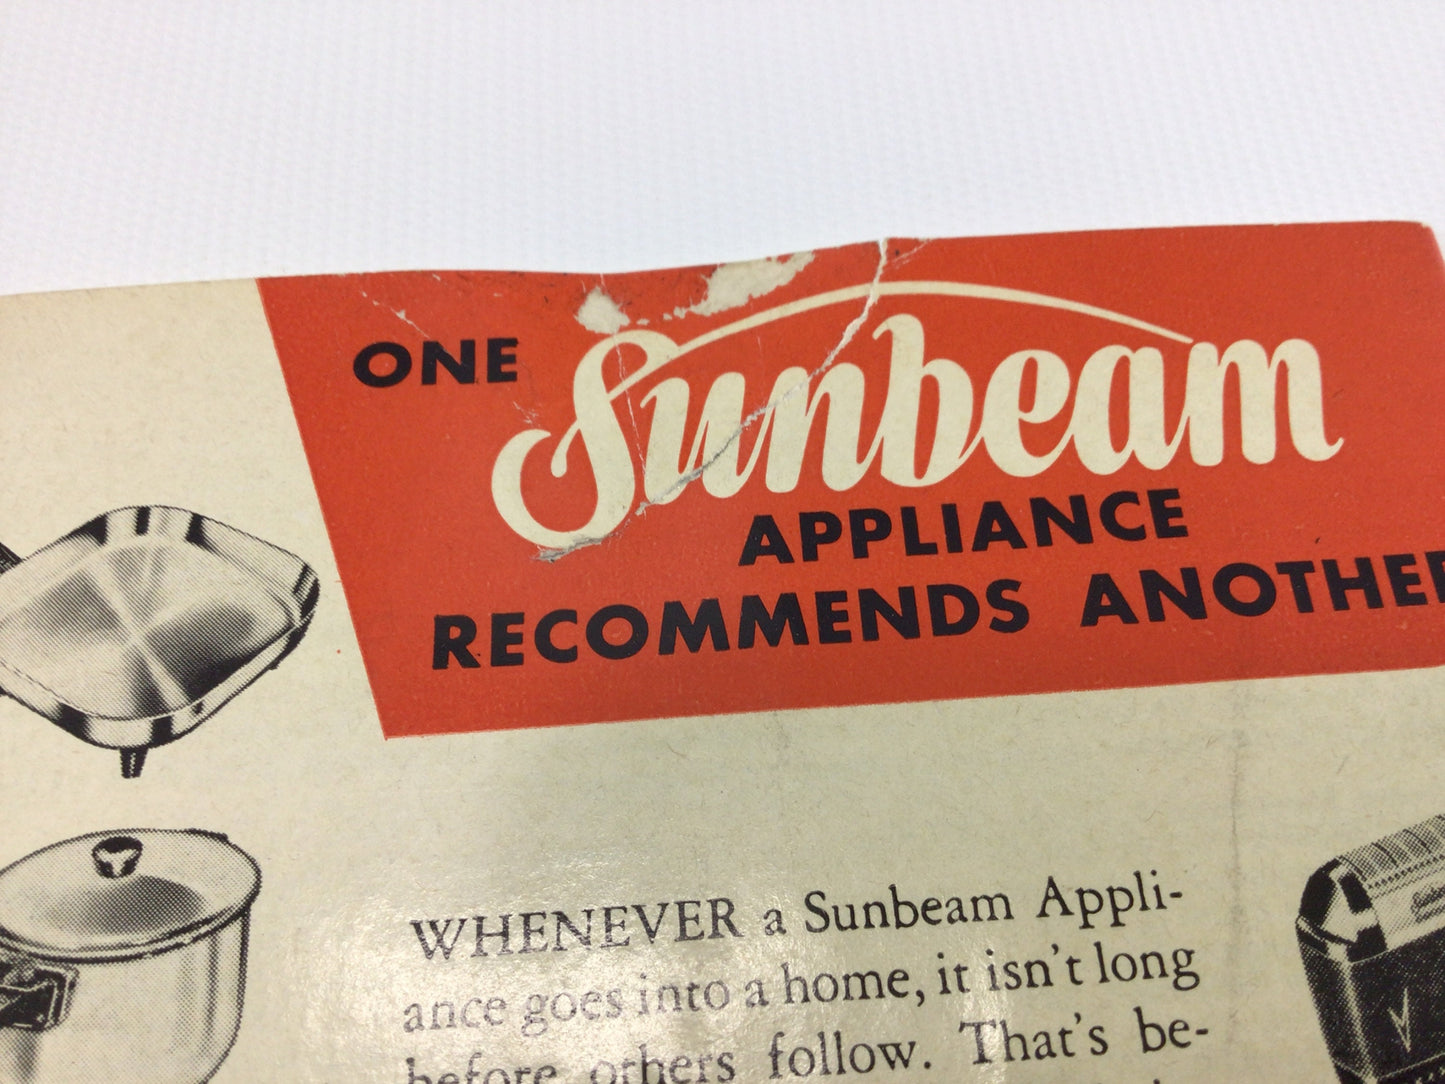 ONE Sunbeam
APPLIANCE
RECOMMENDS ANOTHER
WHENEVER a Sunbeam Appli-
ance goes into a home, it isn't long
before others follow. That's be-